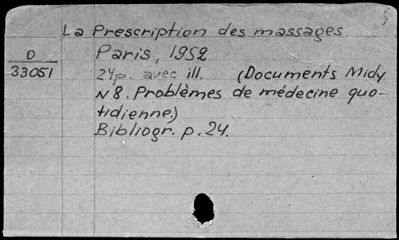 La Prescription des massages.
D
33051
Paris, 1952
24p. avec ill. (Documents Midy
N 8. Problèmes de médecine quo-
tidienne.)
Bibliogr. p. 24.